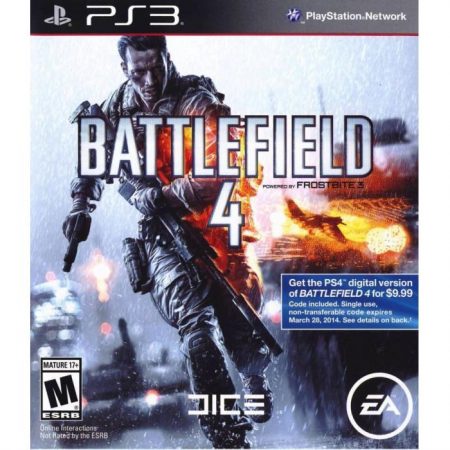 PS3
PlayStation®Network
BATTLEFIELD
POWERED BY FROSTBITE 3
4
Get the PS4™ digital version
of BATTLEFIELD 4 for $9.99
Code included. Single use,
non-transferable code expires
March 28, 2014. See details on back.†
MATURE 17+
M
ESRB
DICE
EA
Online Interactions
Not Rated by the ESRB